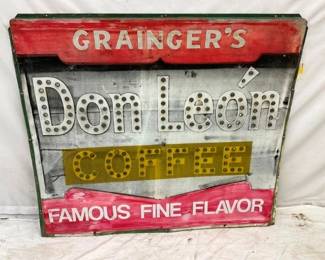 GRAINGER'S
Don León
COFFEE
FAMOUS FINE FLAVOR